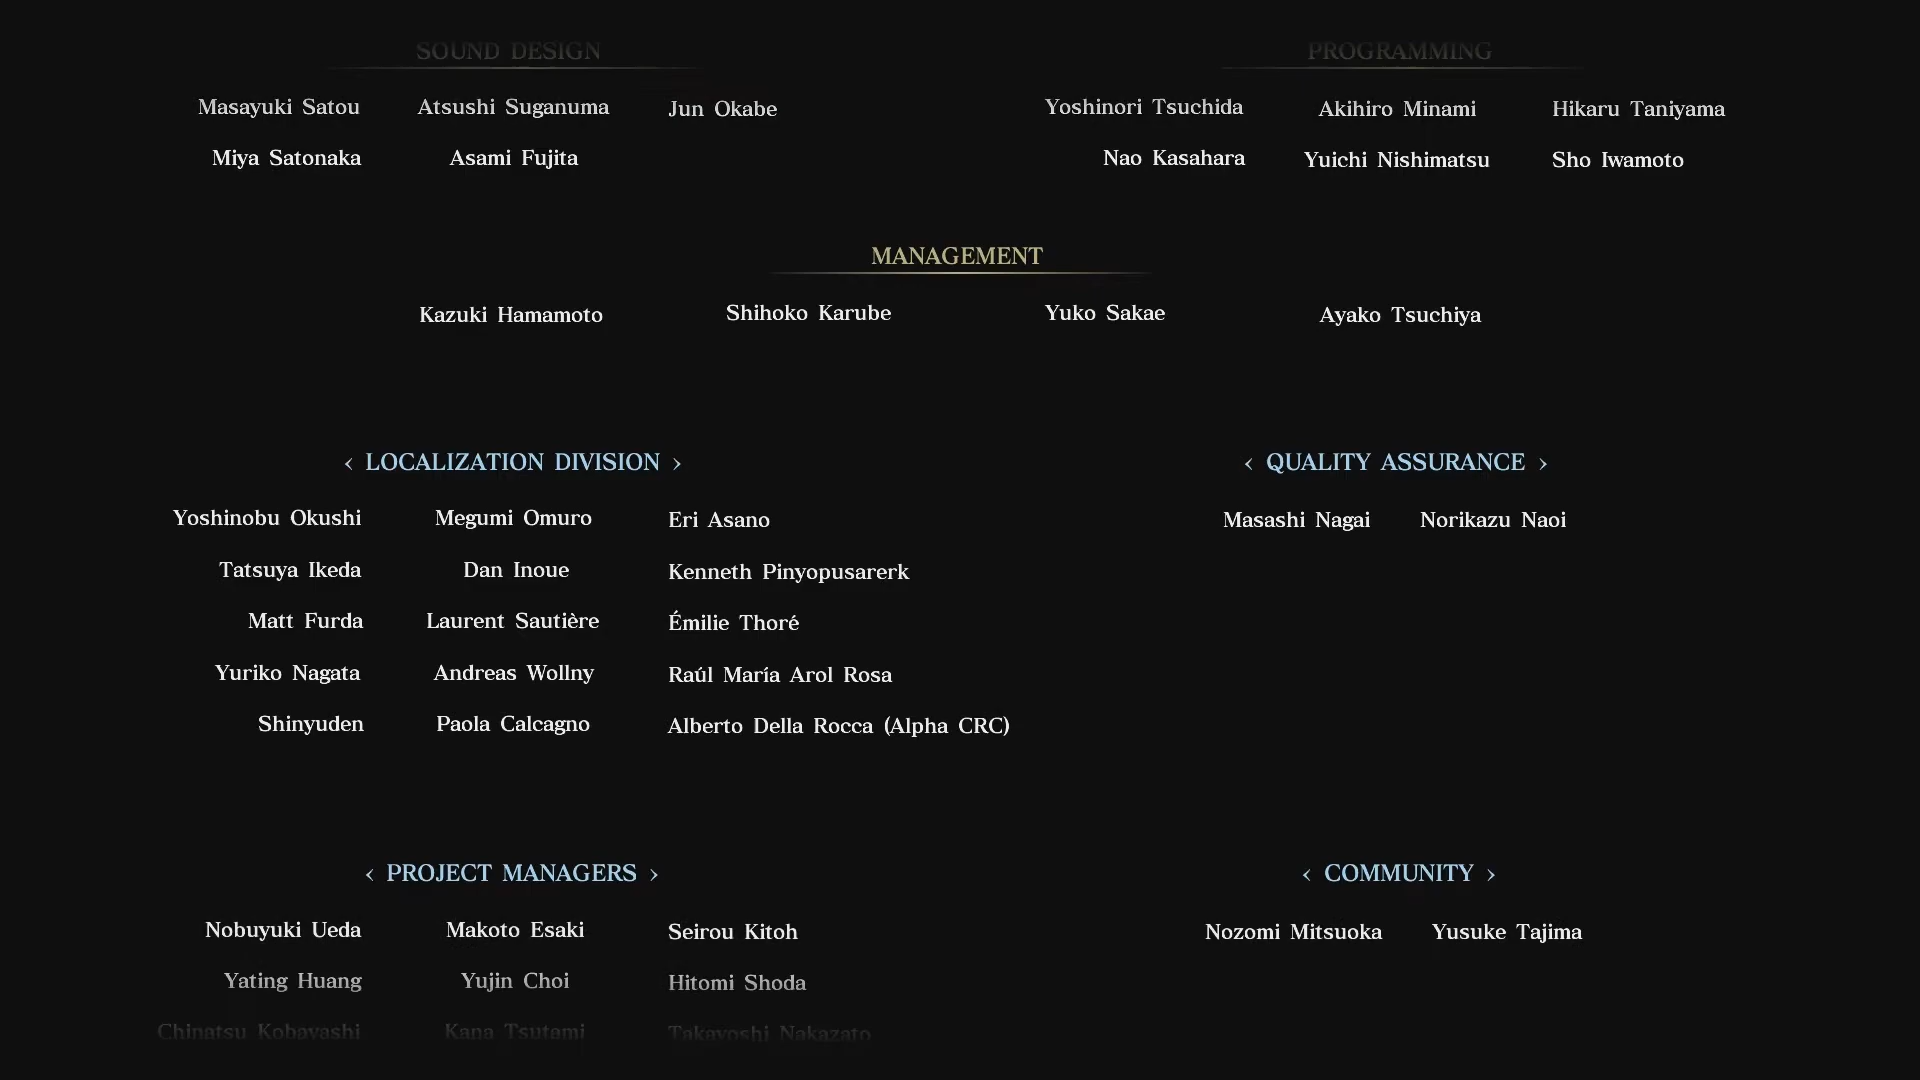 SOUND DESIGN
Masayuki Satou Atsushi Suganuma Jun Okabe
Miya Satonaka Asami Fujita
PROGRAMMING
Yoshinori Tsuchida Akihiro Minami Hikaru Taniyama
Nao Kasahara Yuichi Nishimatsu Sho Iwamoto
MANAGEMENT
Kazuki Hamamoto Shihoko Karube Yuko Sakae Ayako Tsuchiya
‹ LOCALIZATION DIVISION ›
Yoshinobu Okushi Megumi Omuro Eri Asano
Tatsuya Ikeda Dan Inoue Kenneth Pinyopusarerk
Matt Furda Laurent Sautière Émilie Thoré
Yuriko Nagata Andreas Wollny Raúl María Arol Rosa
Shinyuden Paola Calcagno Alberto Della Rocca (Alpha CRC)
‹ QUALITY ASSURANCE ›
Masashi Nagai Norikazu Naoi
‹ PROJECT MANAGERS ›
Nobuyuki Ueda Makoto Esaki Seirou Kitoh
Yating Huang Yujin Choi Hitomi Shoda
Chinatsu Kobayashi Kana Tsutami Takayoshi Nakazato
‹ COMMUNITY ›
Nozomi Mitsuoka Yusuke Tajima